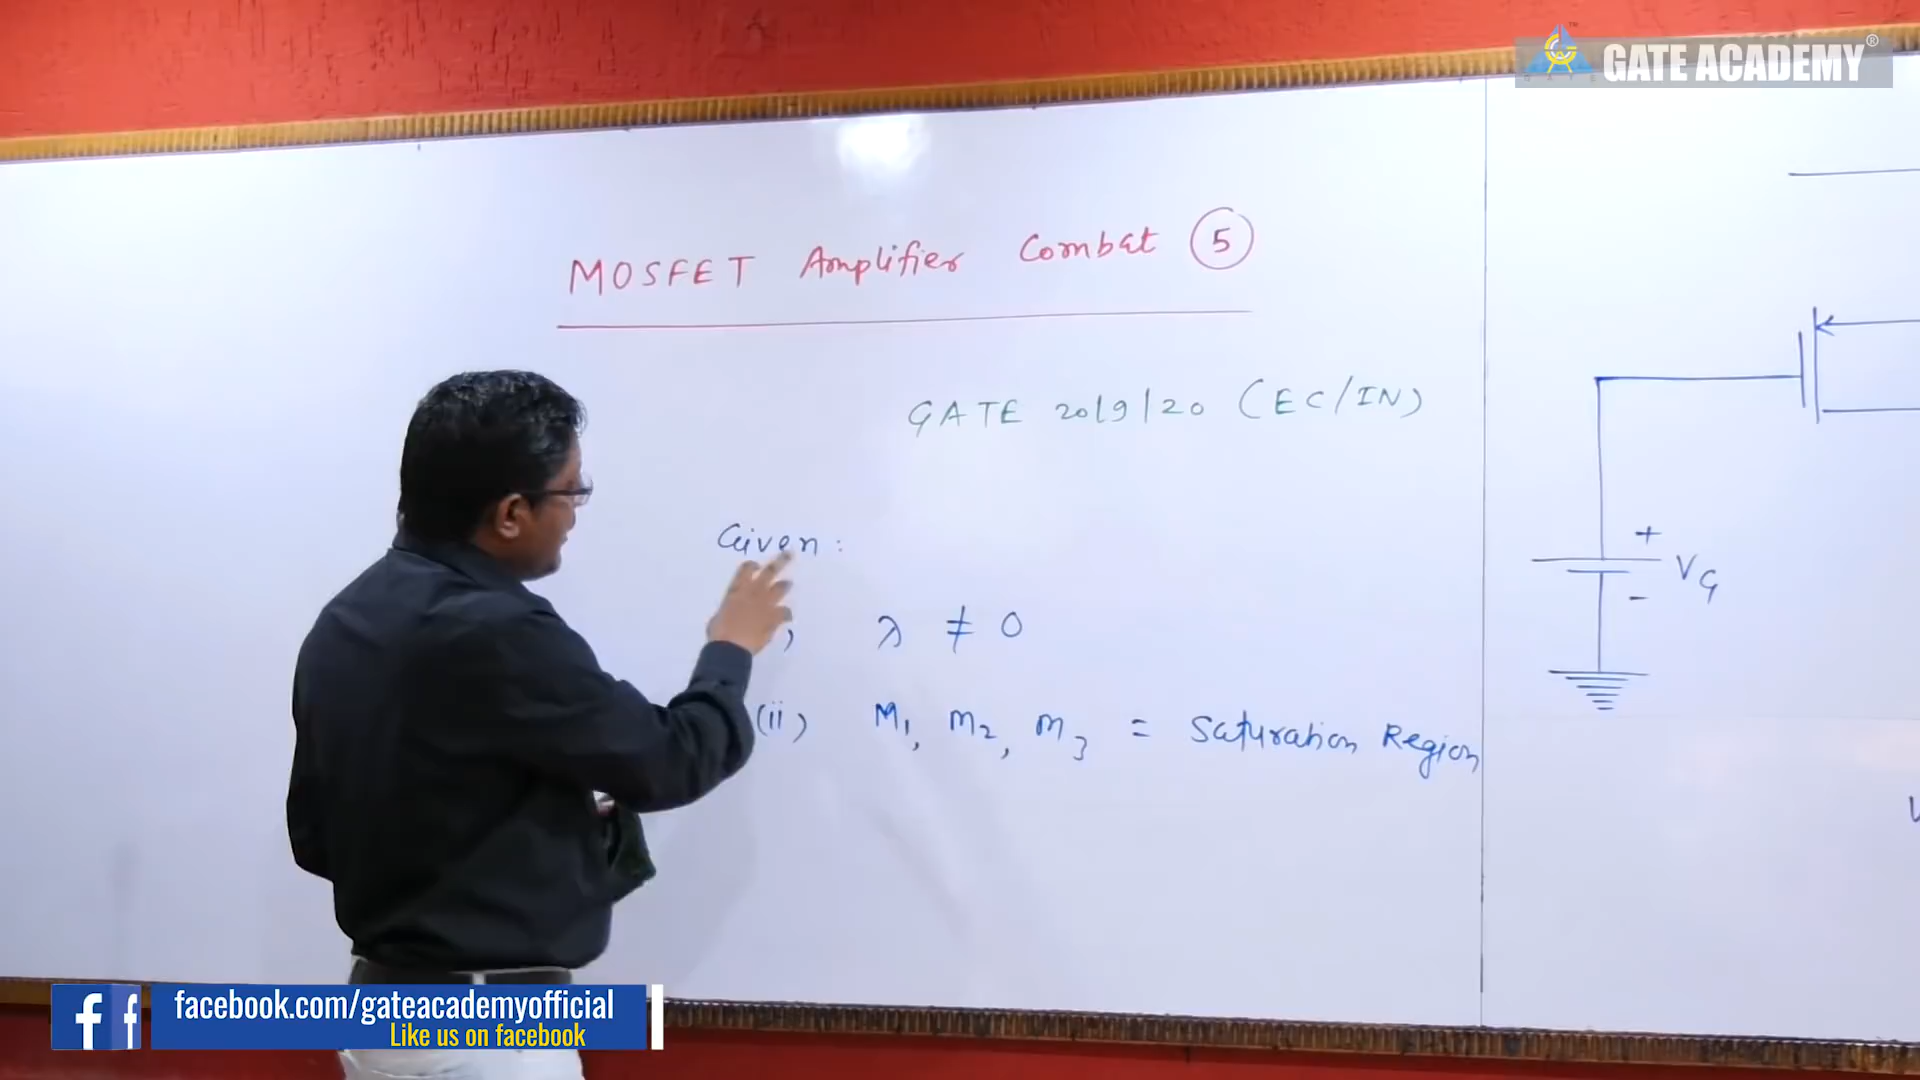 GATE ACADEMY®
MOSFET Amplifier Combat 5
GATE 2019/20 (EC/IN)
Given:
, λ ≠ 0
(ii) M1, M2, M3 = Saturation Region
+
VG
-
facebook.com/gateacademyofficial
Like us on facebook